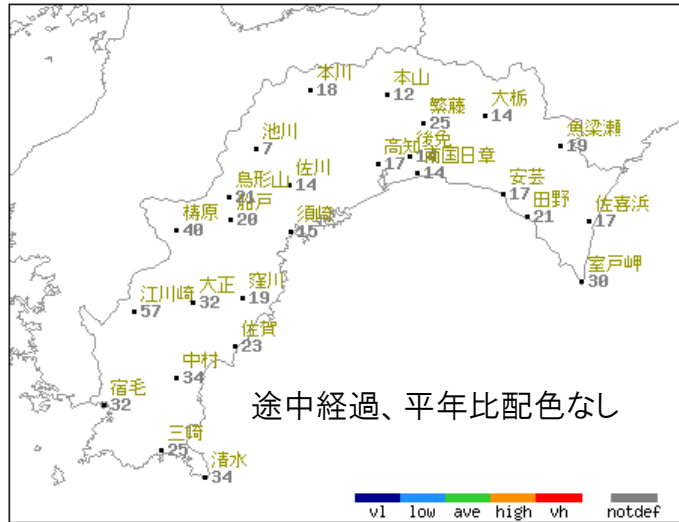 本川
18
本山
12
繁藤
25
大栃
14
魚梁瀬
19
池川
7
高知
17
後免
南国日章
14
佐川
14
鳥形山
21
船戸
20
梼原
40
須崎
15
安芸
17
田野
21
佐喜浜
17
室戸岬
30
江川崎
57
大正
32
窪川
19
佐賀
23
中村
34
宿毛
32
三崎
25
清水
34
途中経過、平年比配色なし
vl low ave high vh notdef